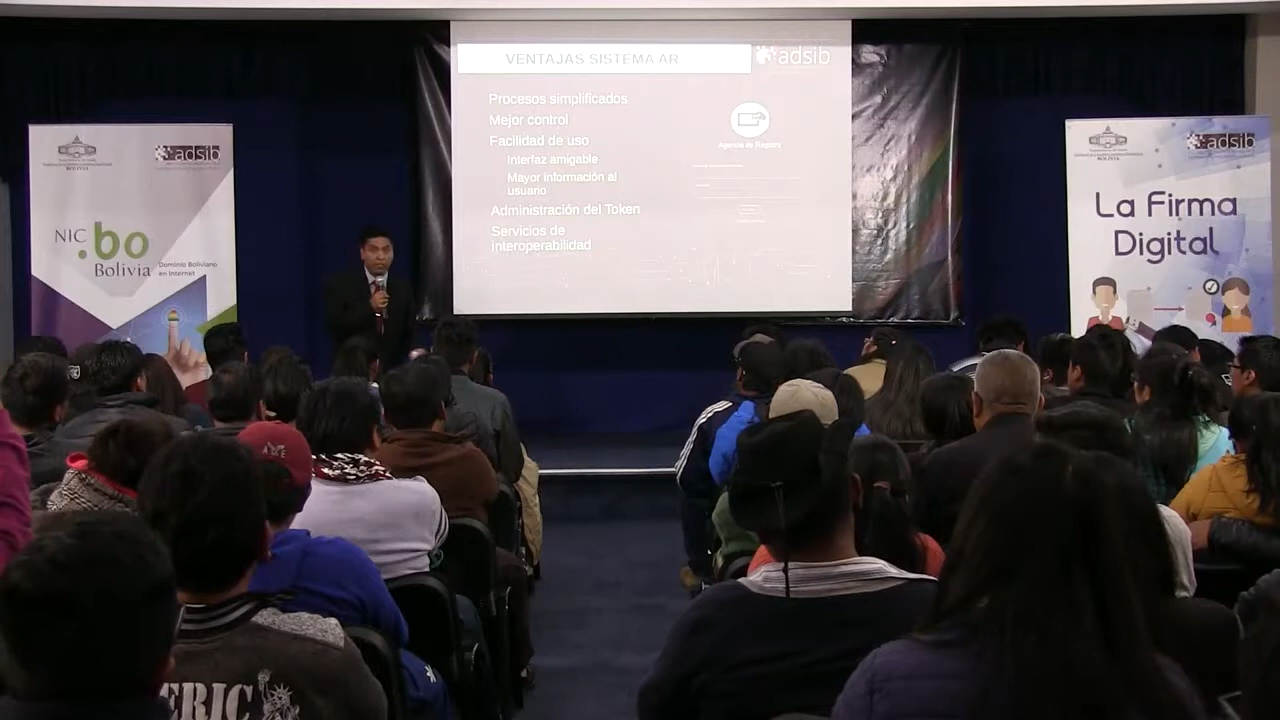 VENTAJAS SISTEMA AR
adsib
Procesos simplificados
Mejor control
Facilidad de uso
Interfaz amigable
Mayor información al
usuario
Administración del Token
Servicios de
interoperabilidad
Agencia de Registro
BOLIVIA
adsib
NIC
.bo
Bolivia
Dominio Boliviano
en Internet
BOLIVIA
adsib
La Firma
Digital
ERIC